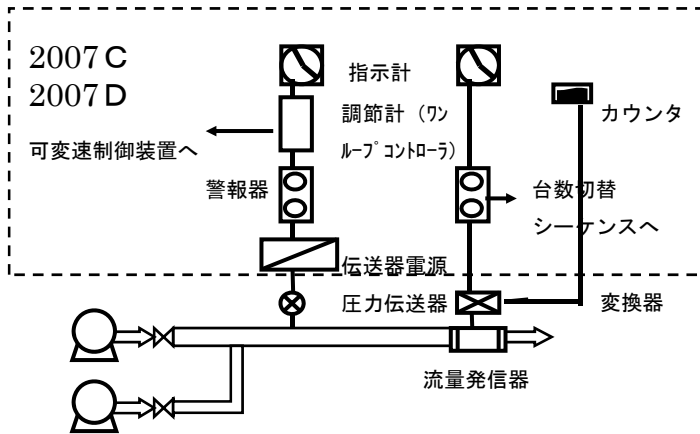 2007C
2007D
指示計
調節計（ﾜﾝ
ﾙｰﾌﾟｺﾝﾄﾛｰﾗ）
カウンタ
可変速制御装置へ
警報器
台数切替
シーケンスへ
伝送器電源
圧力伝送器
変換器
流量発信器